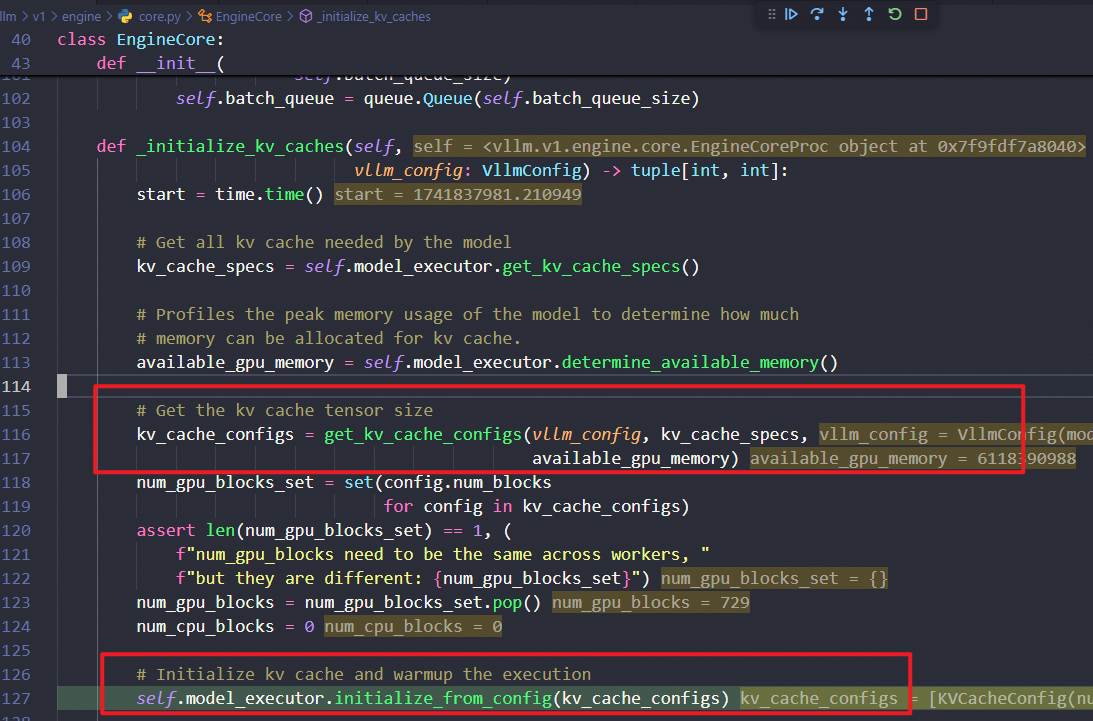 llm > v1 > engine > core.py > EngineCore > _initialize_kv_caches
40 class EngineCore:
43 def __init__(
102 self.batch_queue = queue.Queue(self.batch_queue_size)
103
104 def _initialize_kv_caches(self, self = <vllm.v1.engine.core.EngineCoreProc object at 0x7f9fdf7a8040>
105 vllm_config: VllmConfig) -> tuple[int, int]:
106 start = time.time() start = 1741837981.210949
107
108 # Get all kv cache needed by the model
109 kv_cache_specs = self.model_executor.get_kv_cache_specs()
110
111 # Profiles the peak memory usage of the model to determine how much
112 # memory can be allocated for kv cache.
113 available_gpu_memory = self.model_executor.determine_available_memory()
114
115 # Get the kv cache tensor size
116 kv_cache_configs = get_kv_cache_configs(vllm_config, kv_cache_specs, vllm_config = VllmConfig(mod
117 available_gpu_memory) available_gpu_memory = 6118390988
118 num_gpu_blocks_set = set(config.num_blocks
119 for config in kv_cache_configs)
120 assert len(num_gpu_blocks_set) == 1, (
121 f"num_gpu_blocks need to be the same across workers, "
122 f"but they are different: {num_gpu_blocks_set}") num_gpu_blocks_set = {}
123 num_gpu_blocks = num_gpu_blocks_set.pop() num_gpu_blocks = 729
124 num_cpu_blocks = 0 num_cpu_blocks = 0
125
126 # Initialize kv cache and warmup the execution
127 self.model_executor.initialize_from_config(kv_cache_configs) kv_cache_configs = [KVCacheConfig(nu